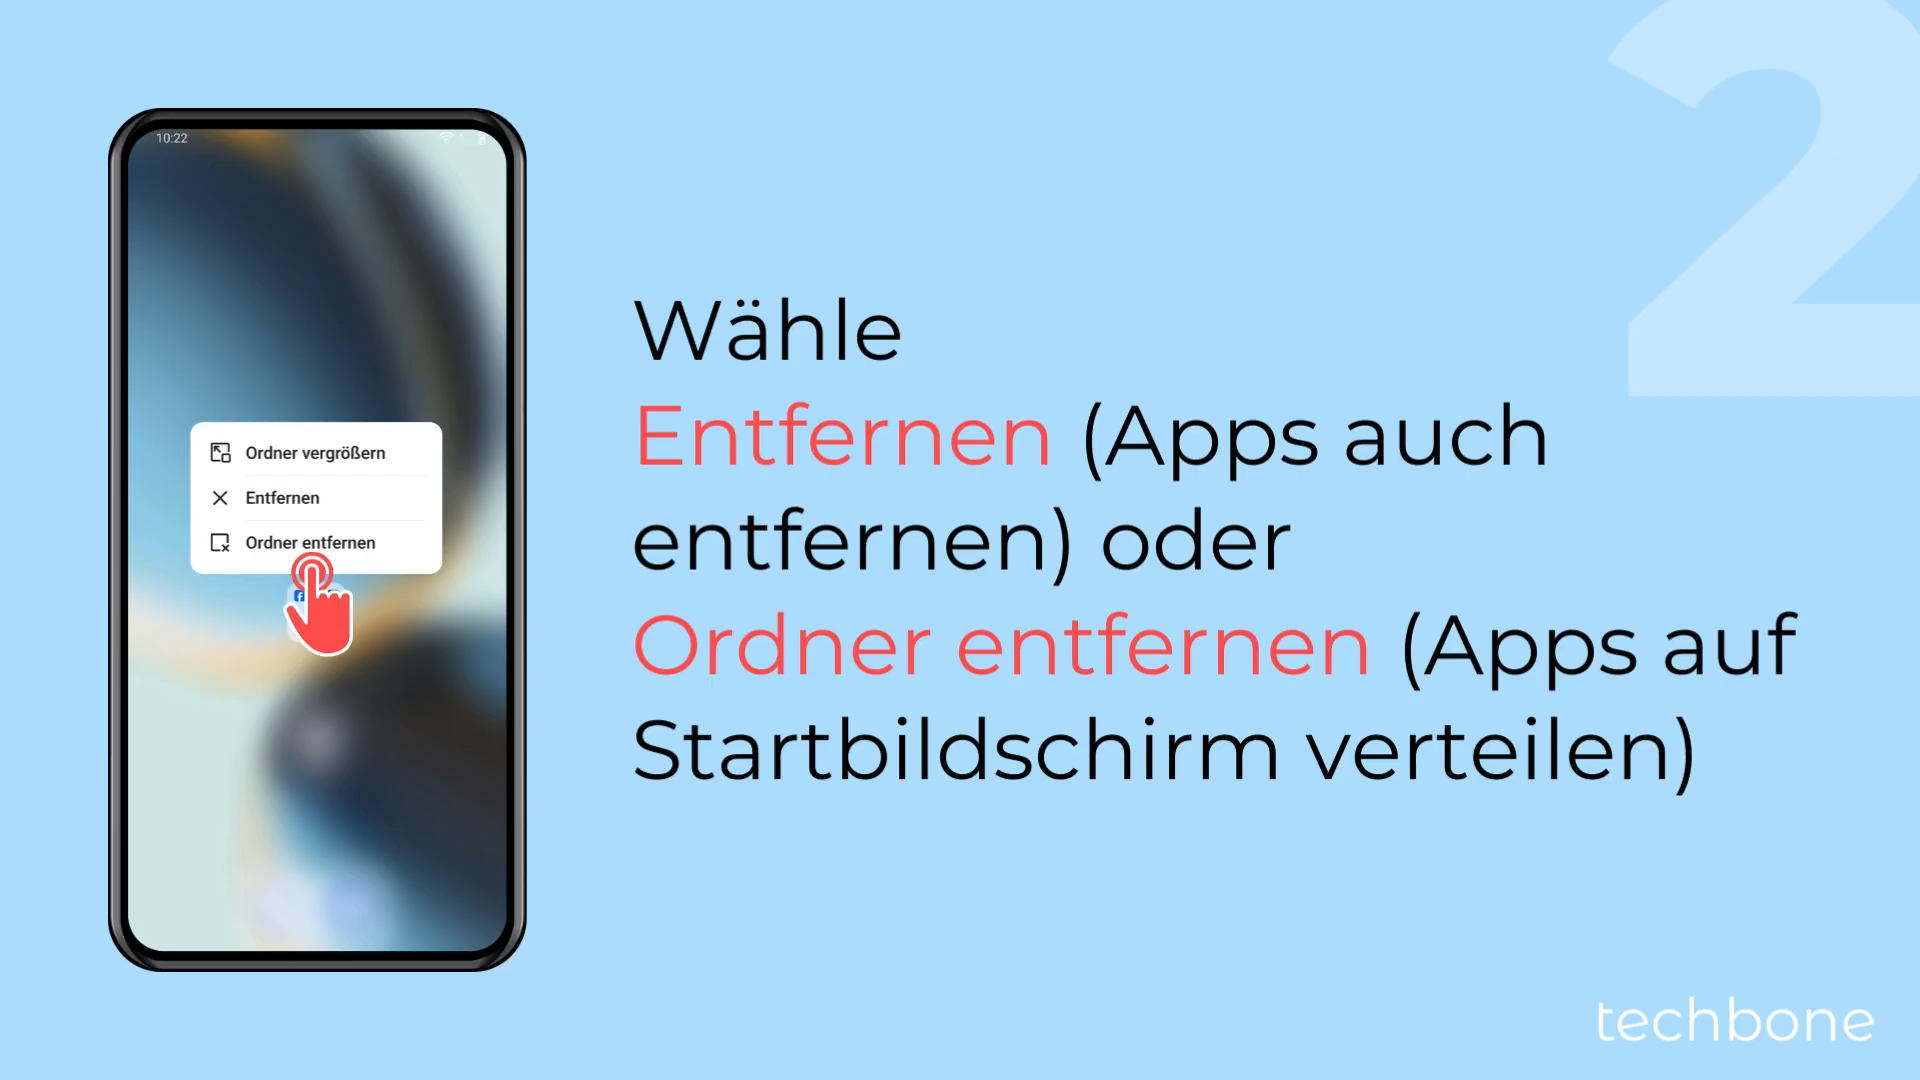 2
10:22
Ordner vergrößern
Entfernen
Ordner entfernen
Wähle
Entfernen (Apps auch
entfernen) oder
Ordner entfernen (Apps auf
Startbildschirm verteilen)
techbone